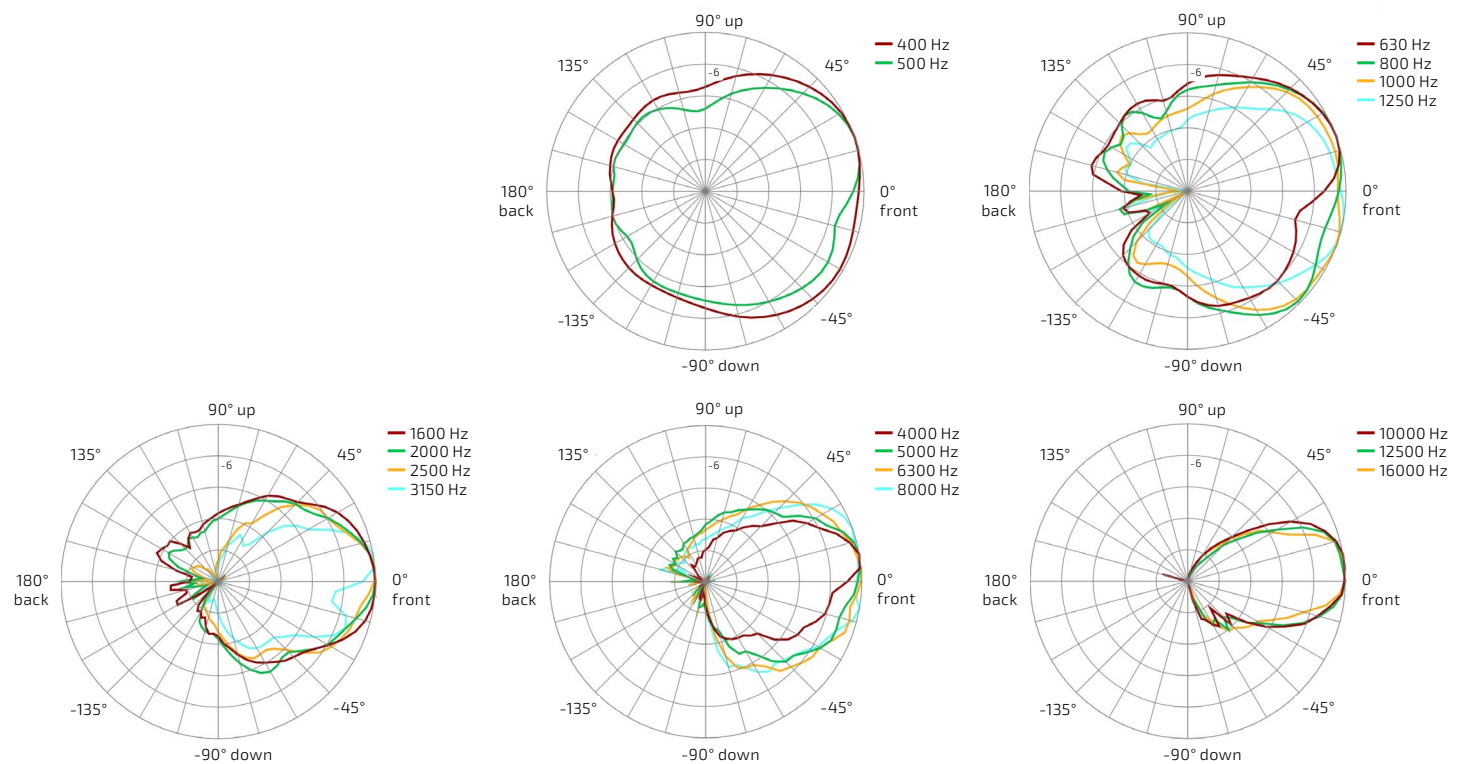 90° up
135°
45°
-6
180°
back
0°
front
-135°
-45°
-90° down
400 Hz
500 Hz
90° up
135°
45°
-6
180°
back
0°
front
-135°
-45°
-90° down
630 Hz
800 Hz
1000 Hz
1250 Hz
90° up
135°
45°
-6
180°
back
0°
front
-135°
-45°
-90° down
1600 Hz
2000 Hz
2500 Hz
3150 Hz
90° up
135°
45°
-6
180°
back
0°
front
-135°
-45°
-90° down
4000 Hz
5000 Hz
6300 Hz
8000 Hz
90° up
135°
45°
-6
180°
back
0°
front
-135°
-45°
-90° down
10000 Hz
12500 Hz
16000 Hz